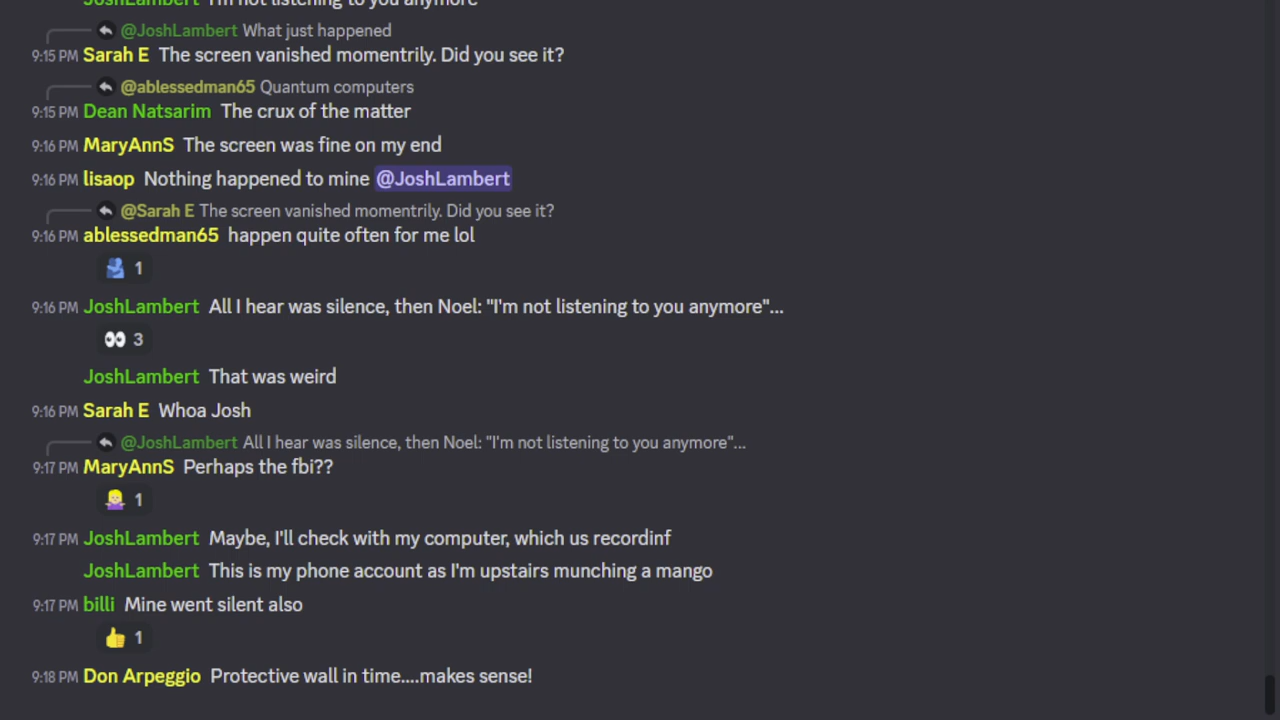 JoshLambert I'm not listening to you anymore
@JoshLambert What just happened
9:15 PM Sarah E The screen vanished momentrily. Did you see it?
@ablessedman65 Quantum computers
9:15 PM Dean Natsarim The crux of the matter
9:16 PM MaryAnnS The screen was fine on my end
9:16 PM lisaop Nothing happened to mine @JoshLambert
@Sarah E The screen vanished momentrily. Did you see it?
9:16 PM ablessedman65 happen quite often for me lol
1
9:16 PM JoshLambert All I hear was silence, then Noel: "I'm not listening to you anymore"...
3
JoshLambert That was weird
9:16 PM Sarah E Whoa Josh
@JoshLambert All I hear was silence, then Noel: "I'm not listening to you anymore"...
9:17 PM MaryAnnS Perhaps the fbi??
1
9:17 PM JoshLambert Maybe, I'll check with my computer, which us recordinf
JoshLambert This is my phone account as I'm upstairs munching a mango
9:17 PM billi Mine went silent also
1
9:18 PM Don Arpeggio Protective wall in time....makes sense!